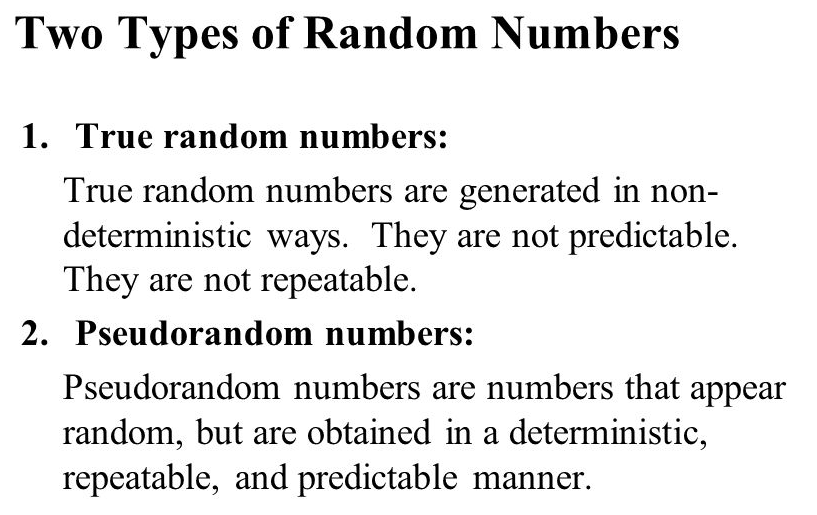 Two Types of Random Numbers
1. True random numbers:
True random numbers are generated in non-
deterministic ways. They are not predictable.
They are not repeatable.
2. Pseudorandom numbers:
Pseudorandom numbers are numbers that appear
random, but are obtained in a deterministic,
repeatable, and predictable manner.